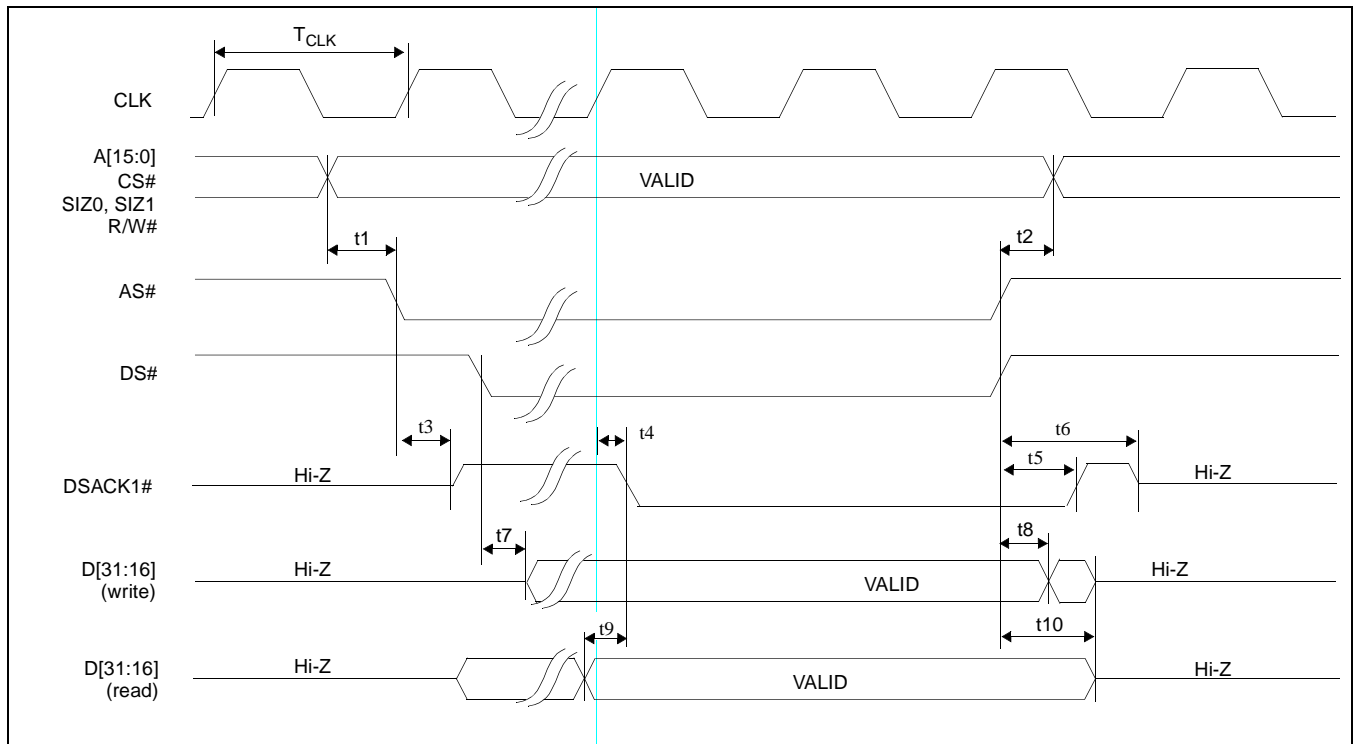 TCLK
CLK
A[15:0]
CS#
SIZ0, SIZ1
R/W#
VALID
t1
t2
AS#
DS#
t3
t4
t6
t5
DSACK1#
Hi-Z
Hi-Z
t7
t8
D[31:16]
(write)
Hi-Z
VALID
Hi-Z
t9
t10
D[31:16]
(read)
Hi-Z
VALID
Hi-Z